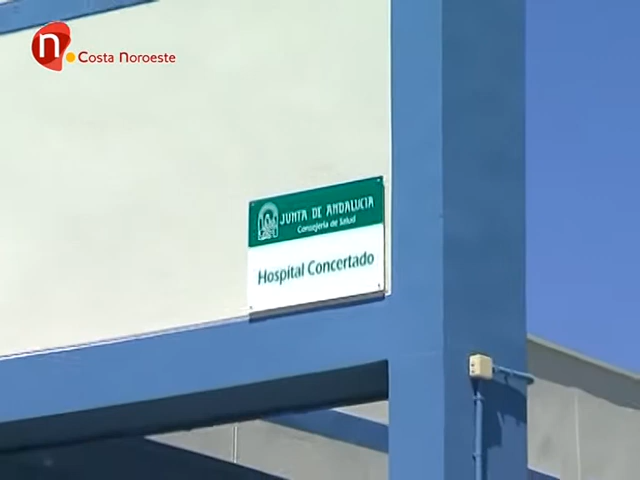 n
Costa Noroeste
JUNTA DE ANDALUCIA
Consejería de Salud
Hospital Concertado